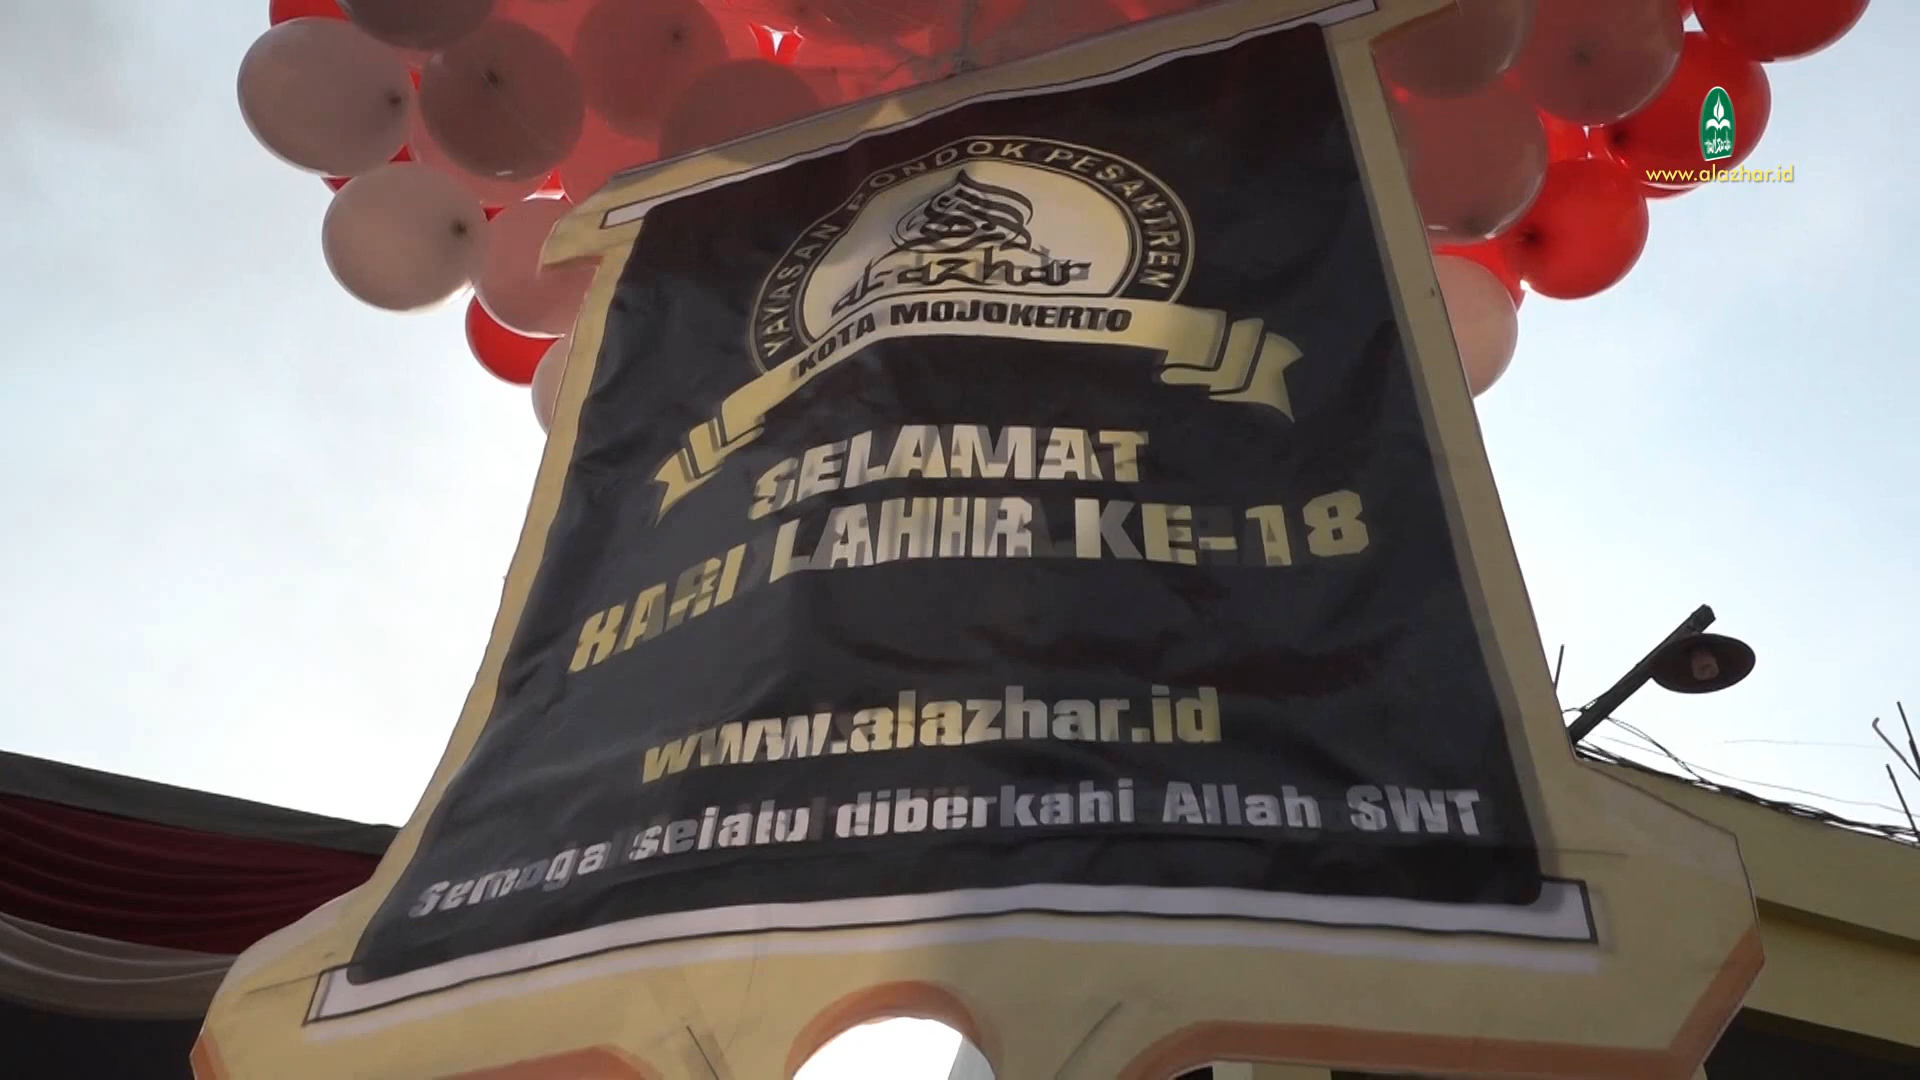 YAYASAN PONDOK PESANTREN
al-azhar
KOTA MOJOKERTO
SELAMAT
HARI LAHIR KE-18
www.alazhar.id
Semoga selalu diberkahi Allah SWT
www.alazhar.id